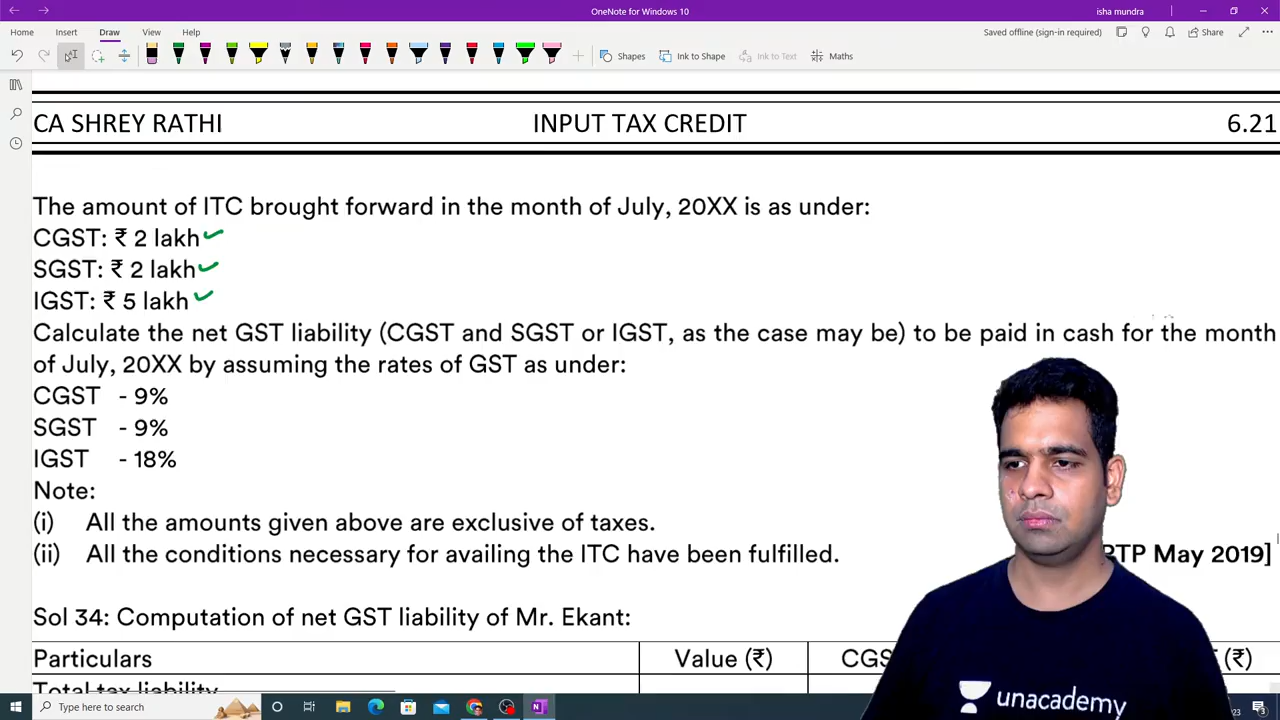 OneNote for Windows 10
isha mundra
Home Insert Draw View Help
Saved offline (sign-in required)
Share
Shapes
Ink to Shape
Ink to Text
Maths
CA SHREY RATHI INPUT TAX CREDIT 6.21
The amount of ITC brought forward in the month of July, 20XX is as under:
CGST: ₹ 2 lakh
SGST: ₹ 2 lakh
IGST: ₹ 5 lakh
Calculate the net GST liability (CGST and SGST or IGST, as the case may be) to be paid in cash for the month
of July, 20XX by assuming the rates of GST as under:
CGST - 9%
SGST - 9%
IGST - 18%
Note:
(i) All the amounts given above are exclusive of taxes.
(ii) All the conditions necessary for availing the ITC have been fulfilled. May 2019]
Sol 34: Computation of net GST liability of Mr. Ekant:
Particulars Value (₹) (₹)
Total tax liability
unacademy
Type here to search